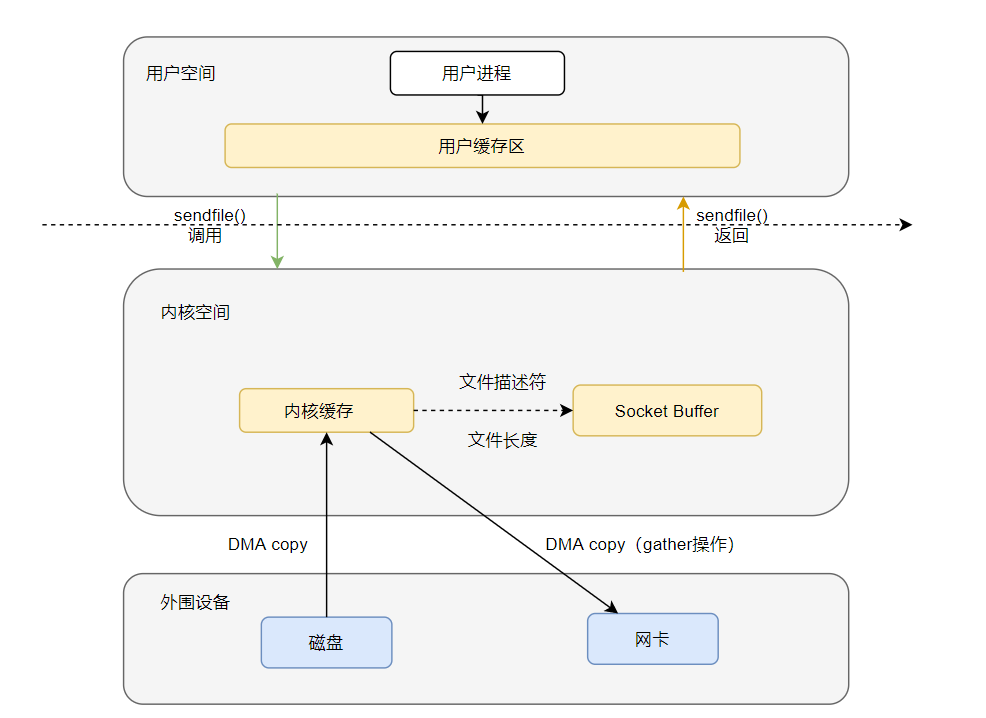 用户空间
用户进程
用户缓存区
sendfile()
调用
sendfile()
返回
内核空间
文件描述符
内核缓存
Socket Buffer
文件长度
DMA copy
DMA copy（gather操作）
外围设备
磁盘
网卡